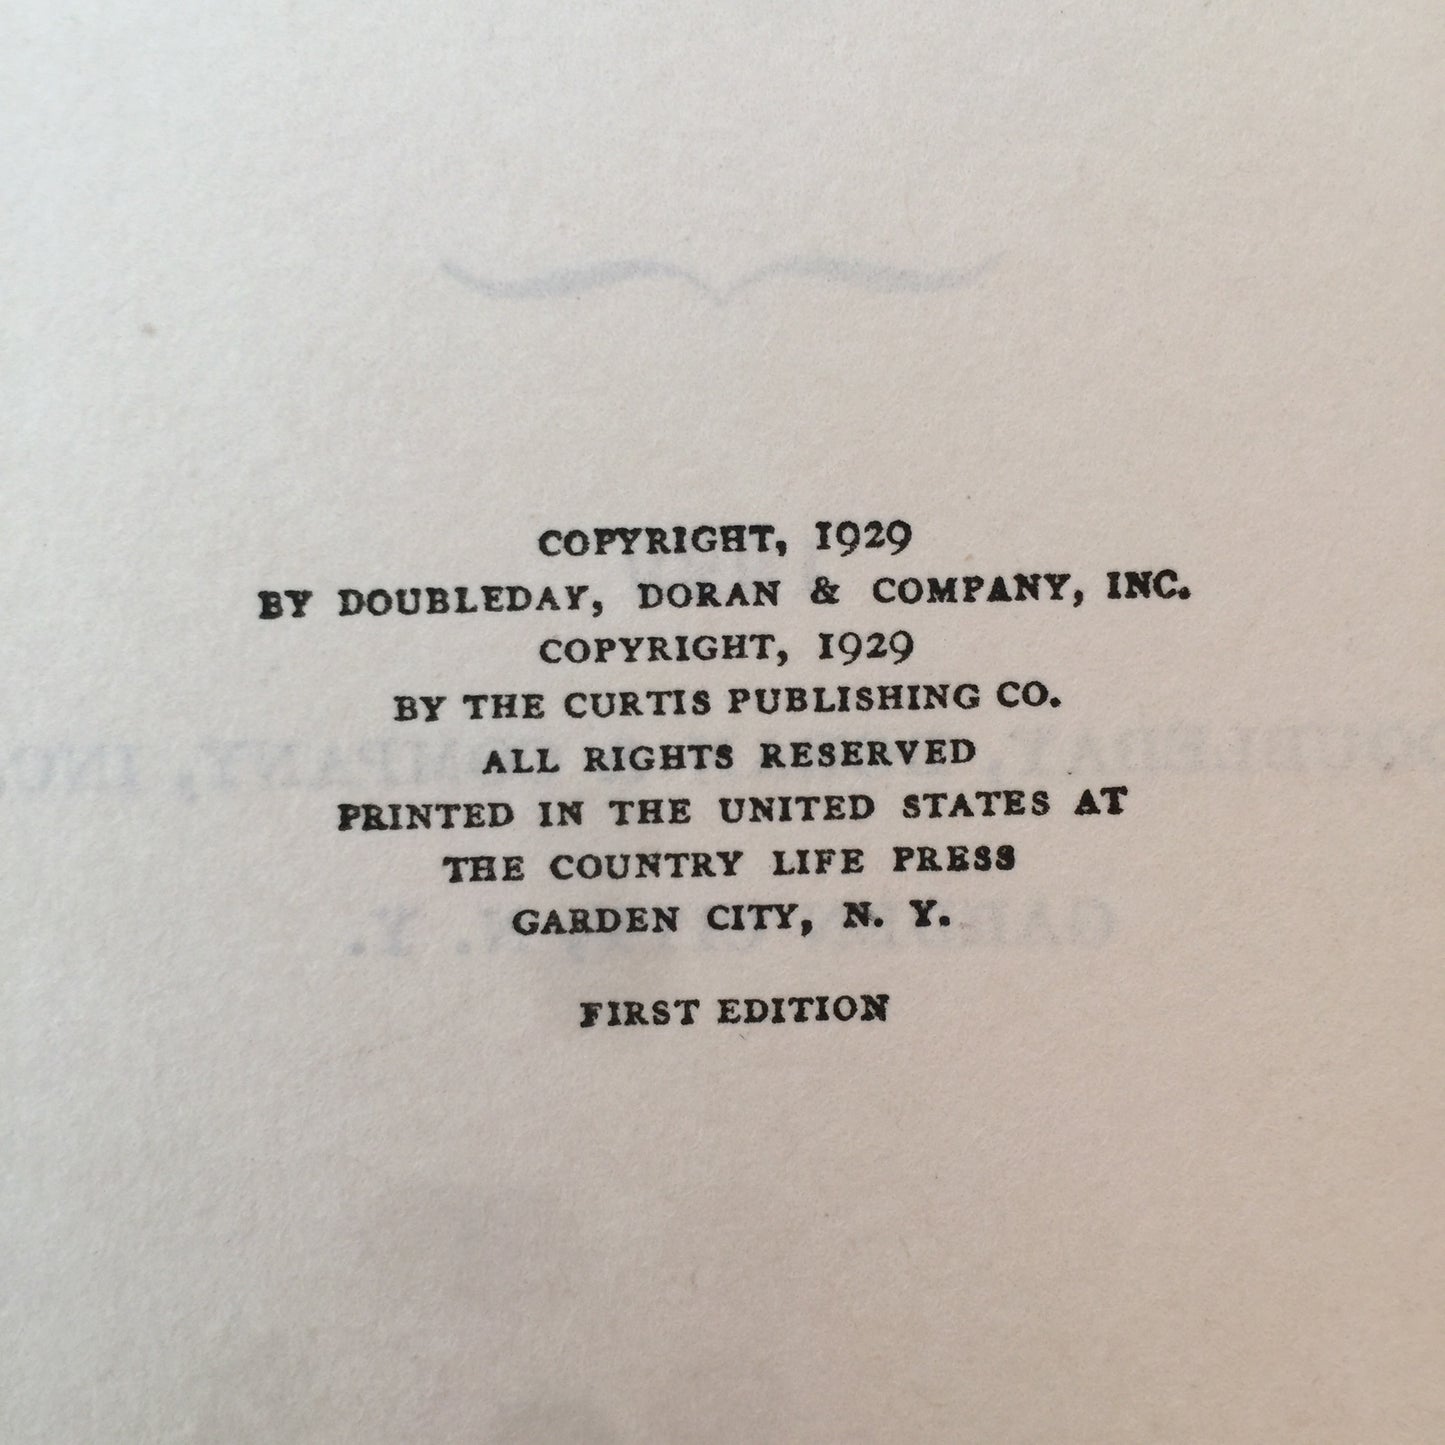 COPYRIGHT, 1929
BY DOUBLEDAY, DORAN & COMPANY, INC.
COPYRIGHT, 1929
BY THE CURTIS PUBLISHING CO.
ALL RIGHTS RESERVED
PRINTED IN THE UNITED STATES AT
THE COUNTRY LIFE PRESS
GARDEN CITY, N. Y.
FIRST EDITION